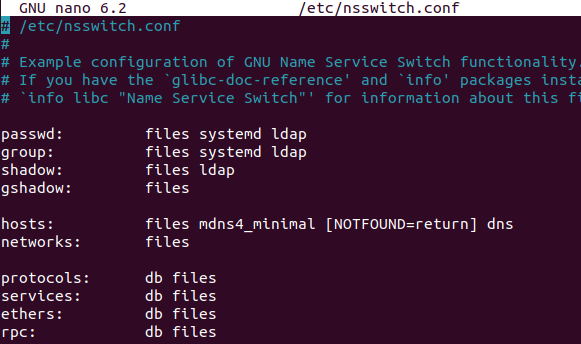 GNU nano 6.2 /etc/nsswitch.conf
# /etc/nsswitch.conf
#
# Example configuration of GNU Name Service Switch functionality.
# If you have the `glibc-doc-reference' and `info' packages insta
# `info libc "Name Service Switch"' for information about this fi
passwd: files systemd ldap
group: files systemd ldap
shadow: files ldap
gshadow: files
hosts: files mdns4_minimal [NOTFOUND=return] dns
networks: files
protocols: db files
services: db files
ethers: db files
rpc: db files